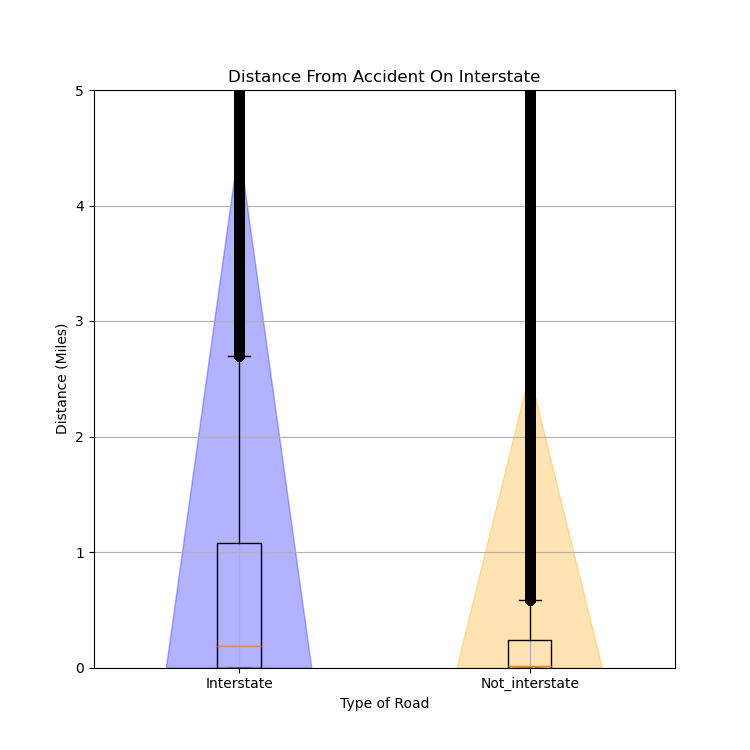 Distance From Accident On Interstate
5
4
3
2
1
0
Distance (Miles)
Interstate
Not_interstate
Type of Road